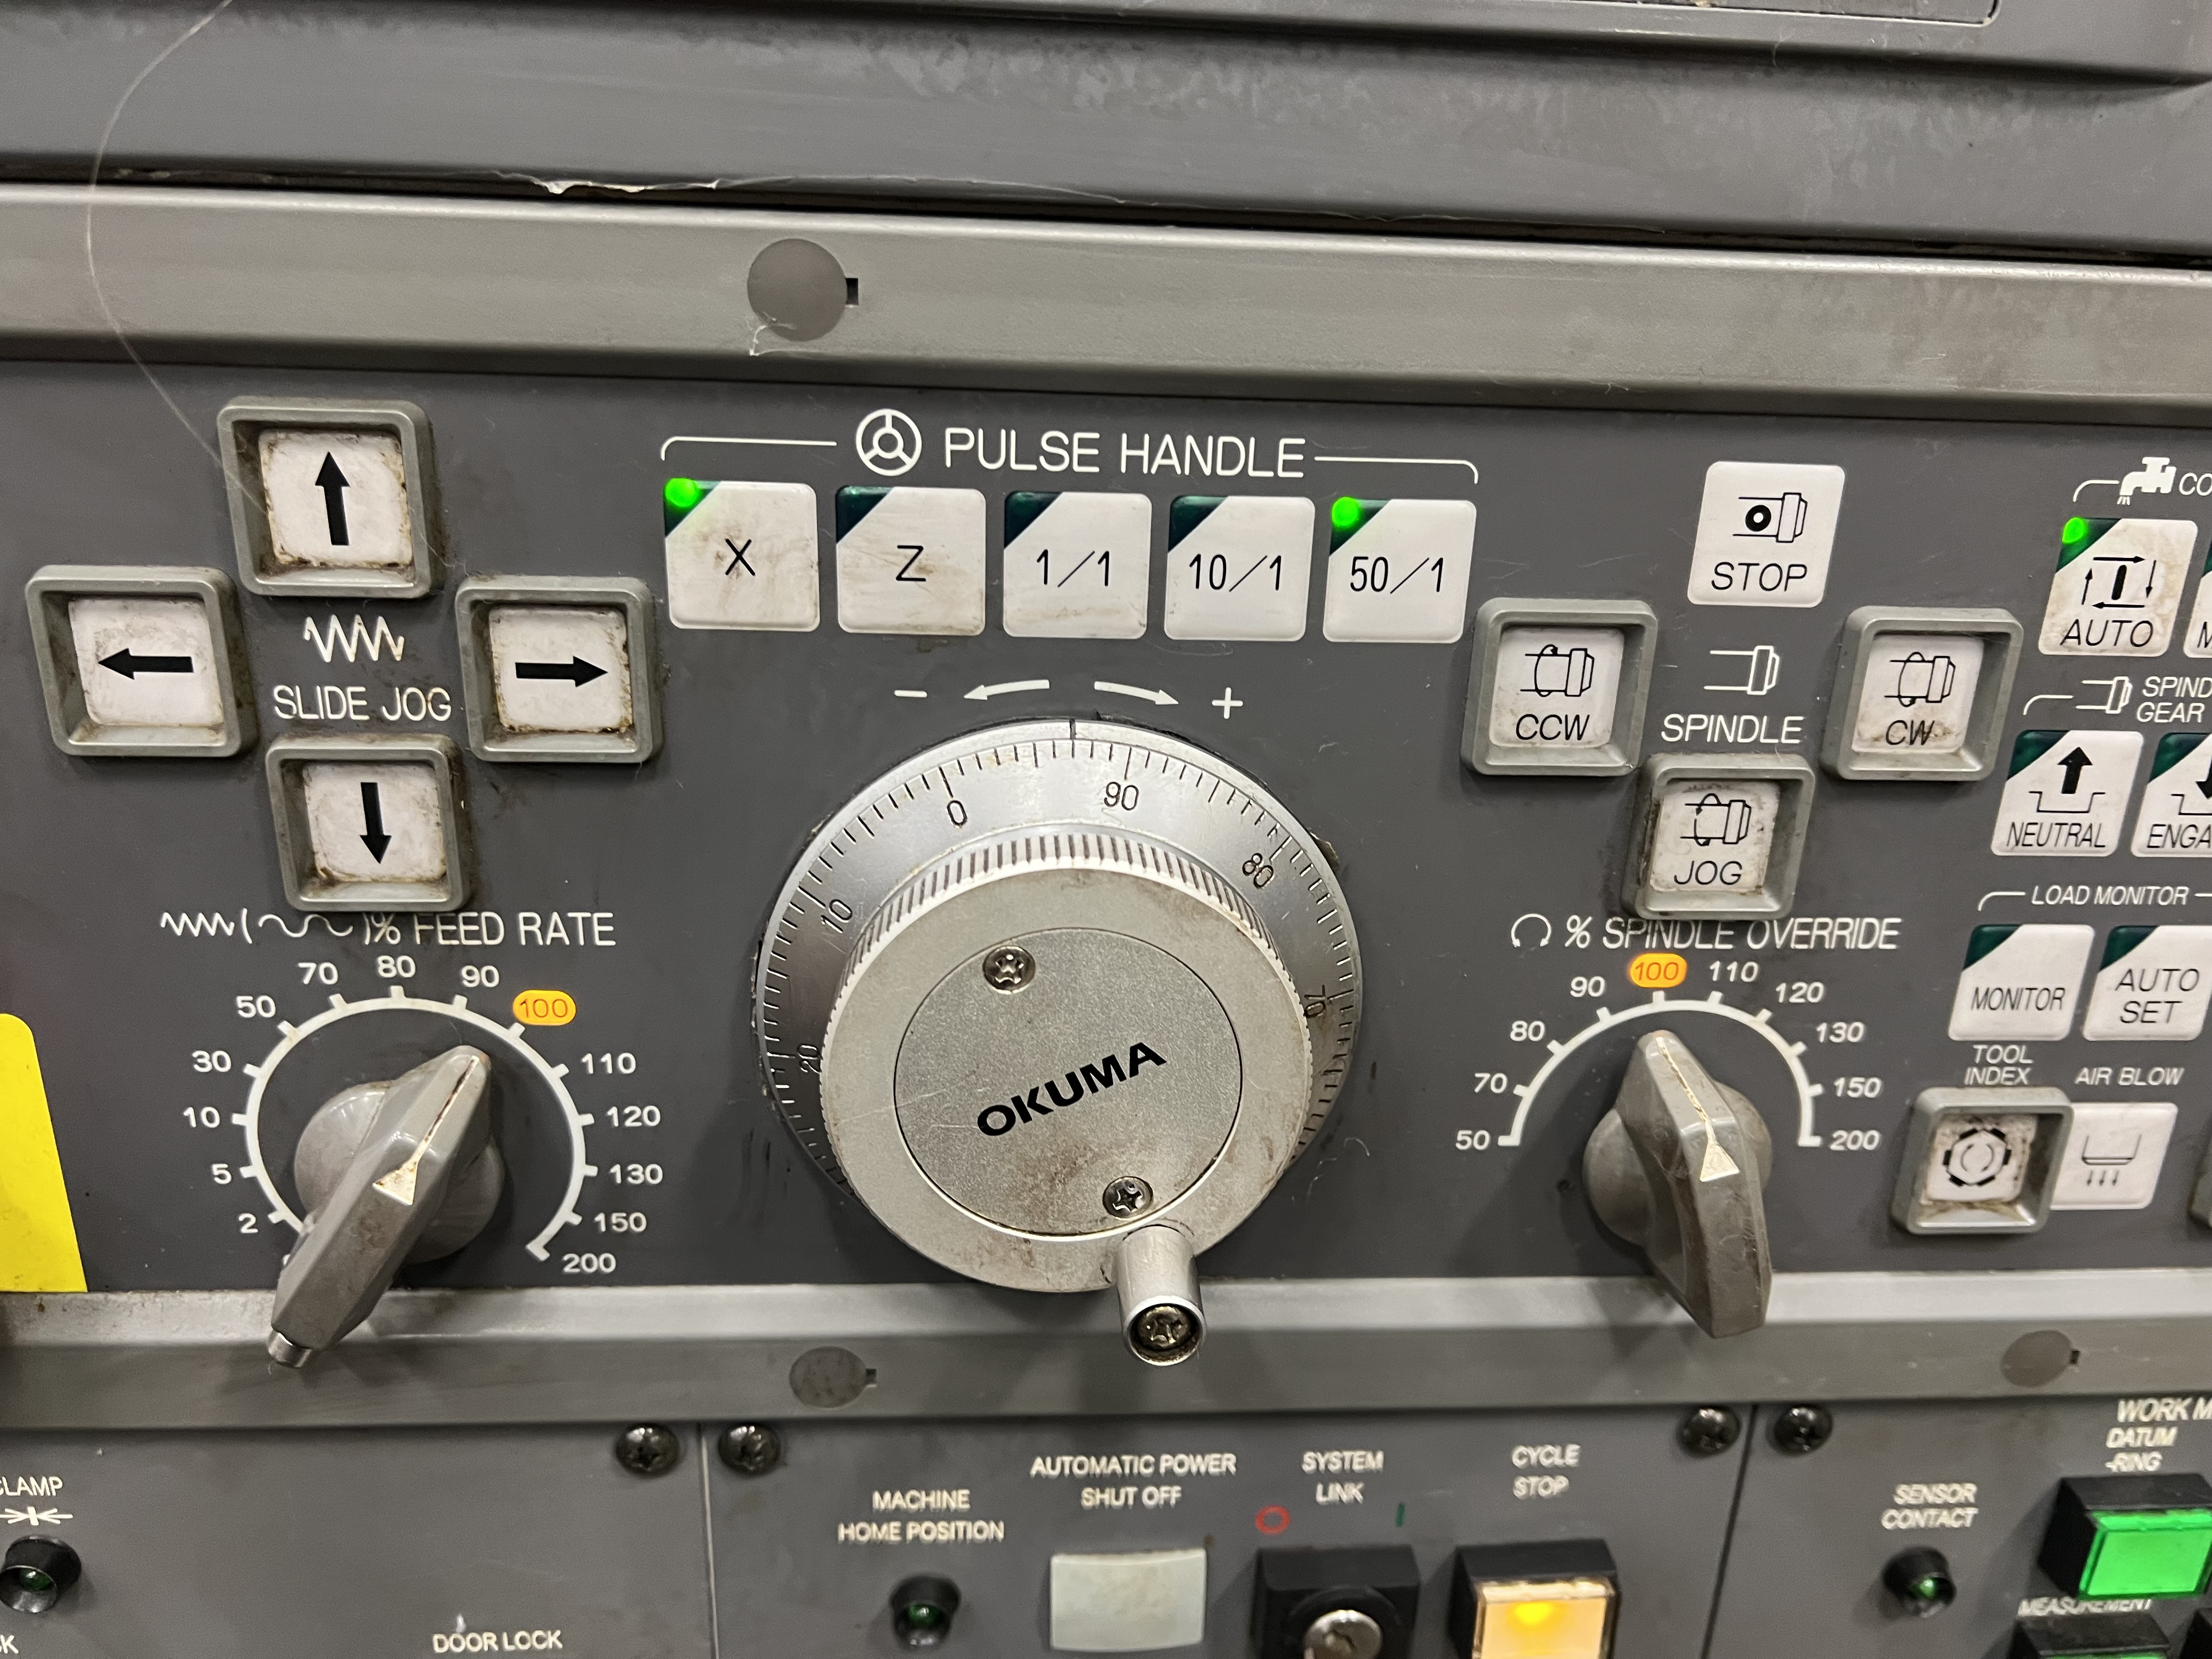 PULSE HANDLE
X
Z
1/1
10/1
50/1
STOP
AUTO
SLIDE JOG
- +
CCW
SPINDLE
CW
JOG
GEAR
NEUTRAL
0
90
80
10
70
20
OKUMA
LOAD MONITOR
MONITOR
AUTO
SET
% FEED RATE
2
5
10
30
50
70
80
90
100
110
120
130
150
200
% SPINDLE OVERRIDE
50
70
80
90
100
110
120
130
150
200
TOOL
INDEX
AIR BLOW
CLAMP
DOOR LOCK
MACHINE
HOME POSITION
AUTOMATIC POWER
SHUT OFF
SYSTEM
LINK
CYCLE
STOP
SENSOR
CONTACT
WORK
DATUM
-RING
MEASUREMENT